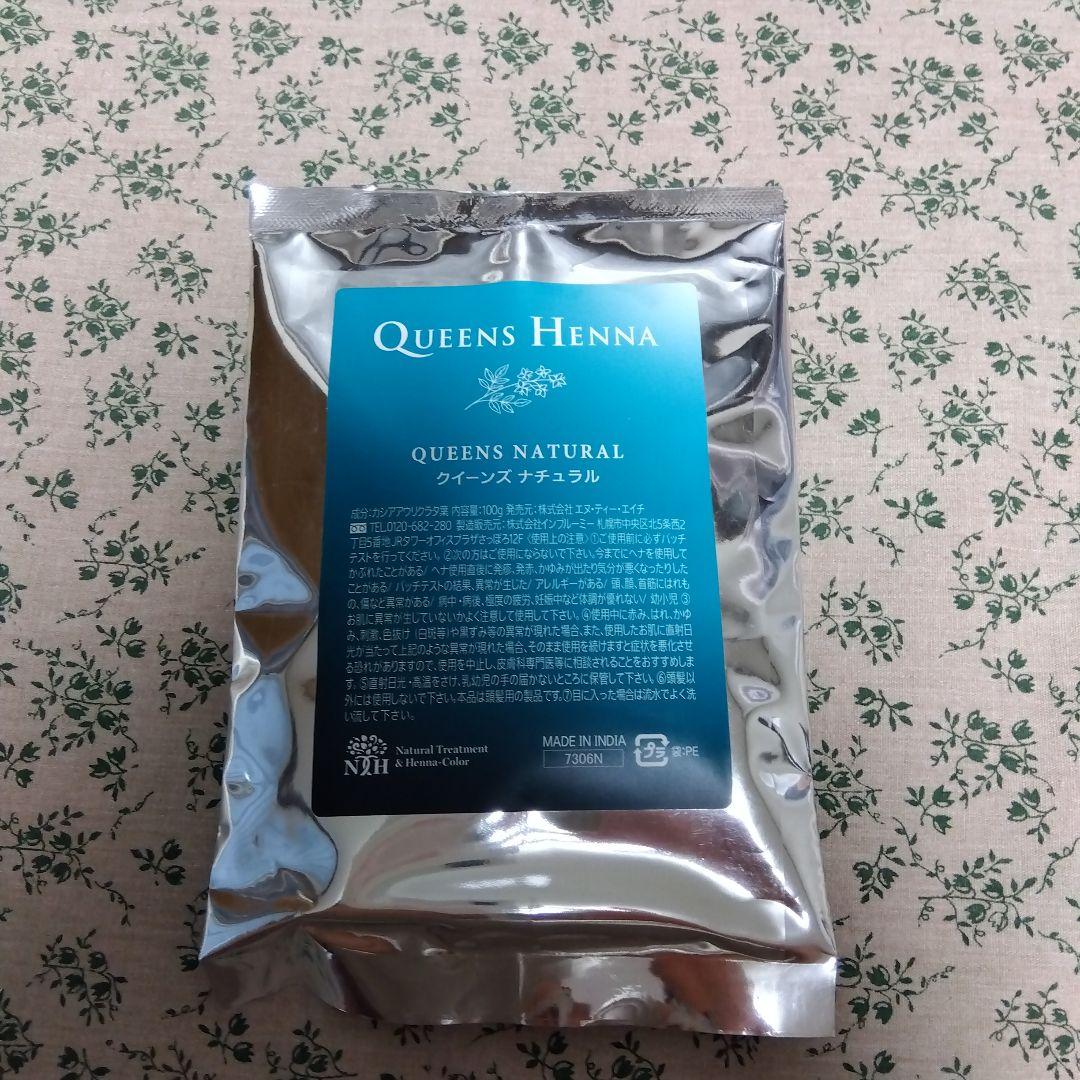 QUEENS HENNA
QUEENS NATURAL
クイーンズ ナチュラル
成分:カシアアウリクラタ葉 内容量:100g 発売元:株式会社 エヌ・ティー・エイチ
TEL.0120-682-280 製造販売元:株式会社インブルーミー 札幌市中央区北5条西2
丁目5番地 JRタワーオフィスプラザさっぽろ12F 〈使用上の注意〉①ご使用前に必ずパッチ
テストを行ってください。②次の方はご使用にならないで下さい。今までにヘナを使用して
かぶれたことがある/ ヘナ使用直後に発疹、発赤、かゆみが出たり気分が悪くなったりした
ことがある/ パッチテストの結果、異常が生じた/ アレルギーがある/ 頭、顔、首筋にはれも
の、傷など異常がある/ 病中・病後、極度の疲労、妊娠中など体調が優れない/ 幼小児 ③
お肌に異常が生じていないかよく注意して使用して下さい。④使用中に赤み、はれ、かゆ
み、刺激、色抜け(白斑等)や黒ずみ等の異常が現れた場合、また、使用したお肌に直射日
光が当たって上記のような異常が現れた場合、そのまま使用を続けますと症状を悪化させ
る恐れがありますので、使用を中止し、皮膚科専門医等に相談されることをおすすめしま
す。⑤直射日光・高温をさけ、乳幼児の手の届かないところに保管して下さい。⑥頭髪以
外には使用しないで下さい。本品は頭髪用の製品です。⑦目に入った場合は流水でよく洗
い流して下さい。
NTH
Natural Treatment
& Henna-Color
MADE IN INDIA
7306N
プラ 袋:PE